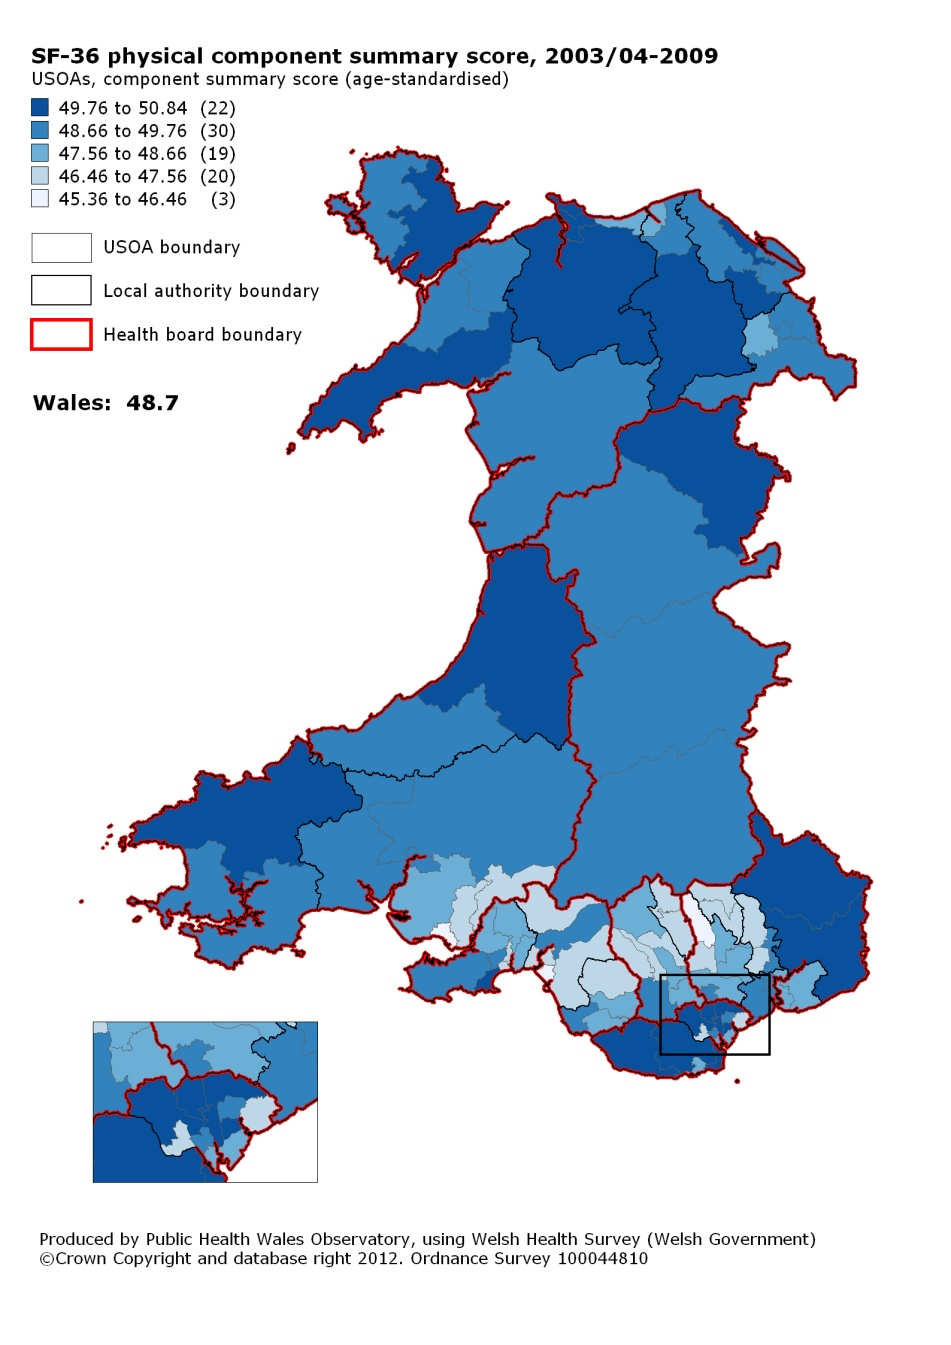 SF-36 physical component summary score, 2003/04-2009
USOAs, component summary score (age-standardised)
49.76 to 50.84 (22)
48.66 to 49.76 (30)
47.56 to 48.66 (19)
46.46 to 47.56 (20)
45.36 to 46.46 (3)
USOA boundary
Local authority boundary
Health board boundary
Wales: 48.7
Produced by Public Health Wales Observatory, using Welsh Health Survey (Welsh Government)
©Crown Copyright and database right 2012. Ordnance Survey 100044810